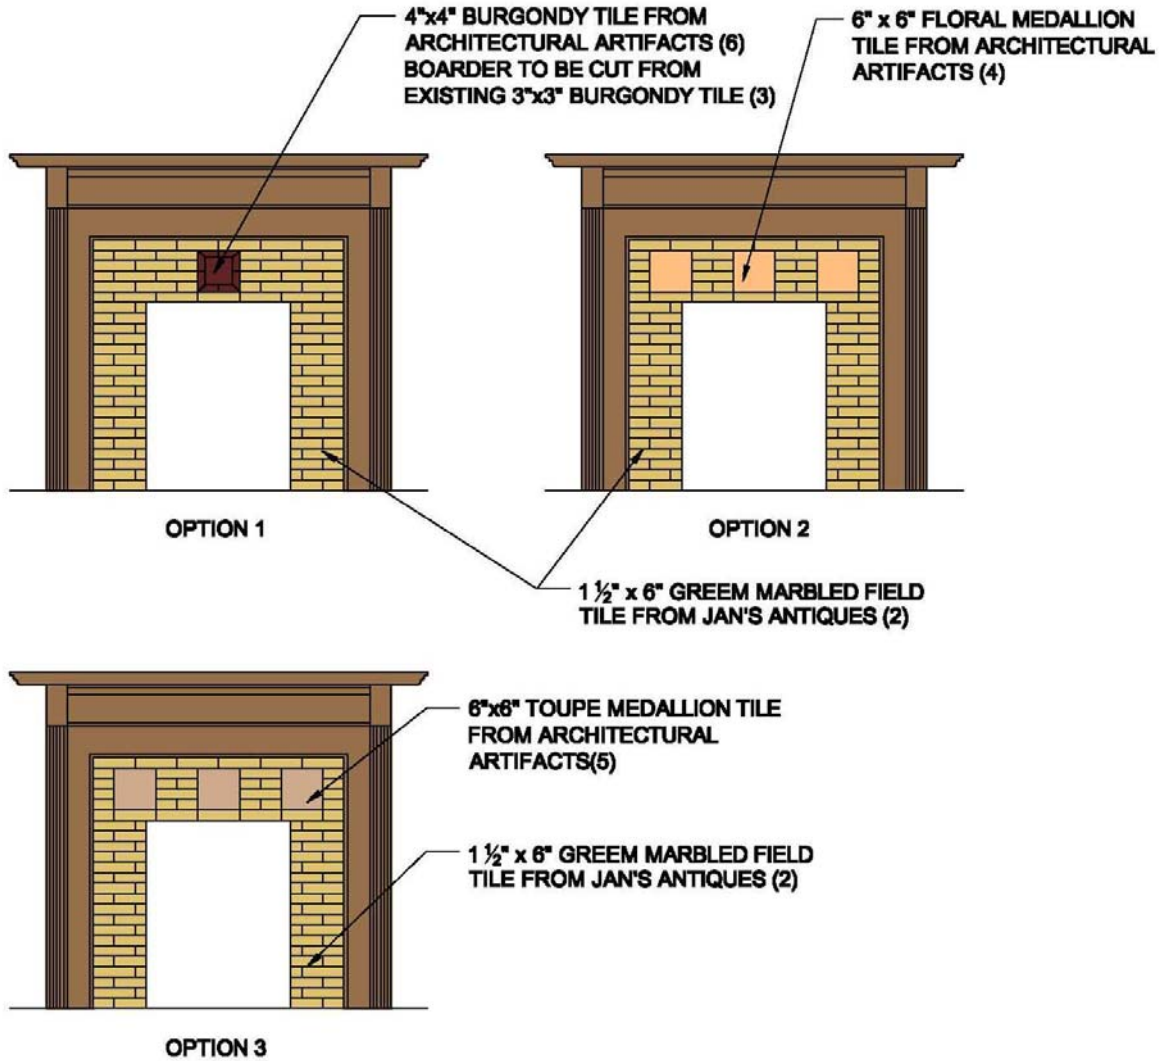 4"x4" BURGONDY TILE FROM
ARCHITECTURAL ARTIFACTS (6)
BOARDER TO BE CUT FROM
EXISTING 3"x3" BURGONDY TILE (3)
6" x 6" FLORAL MEDALLION
TILE FROM ARCHITECTURAL
ARTIFACTS (4)
OPTION 1
OPTION 2
1 ½" x 6" GREEM MARBLED FIELD
TILE FROM JAN'S ANTIQUES (2)
6"x6" TOUPE MEDALLION TILE
FROM ARCHITECTURAL
ARTIFACTS(5)
1 ½" x 6" GREEM MARBLED FIELD
TILE FROM JAN'S ANTIQUES (2)
OPTION 3